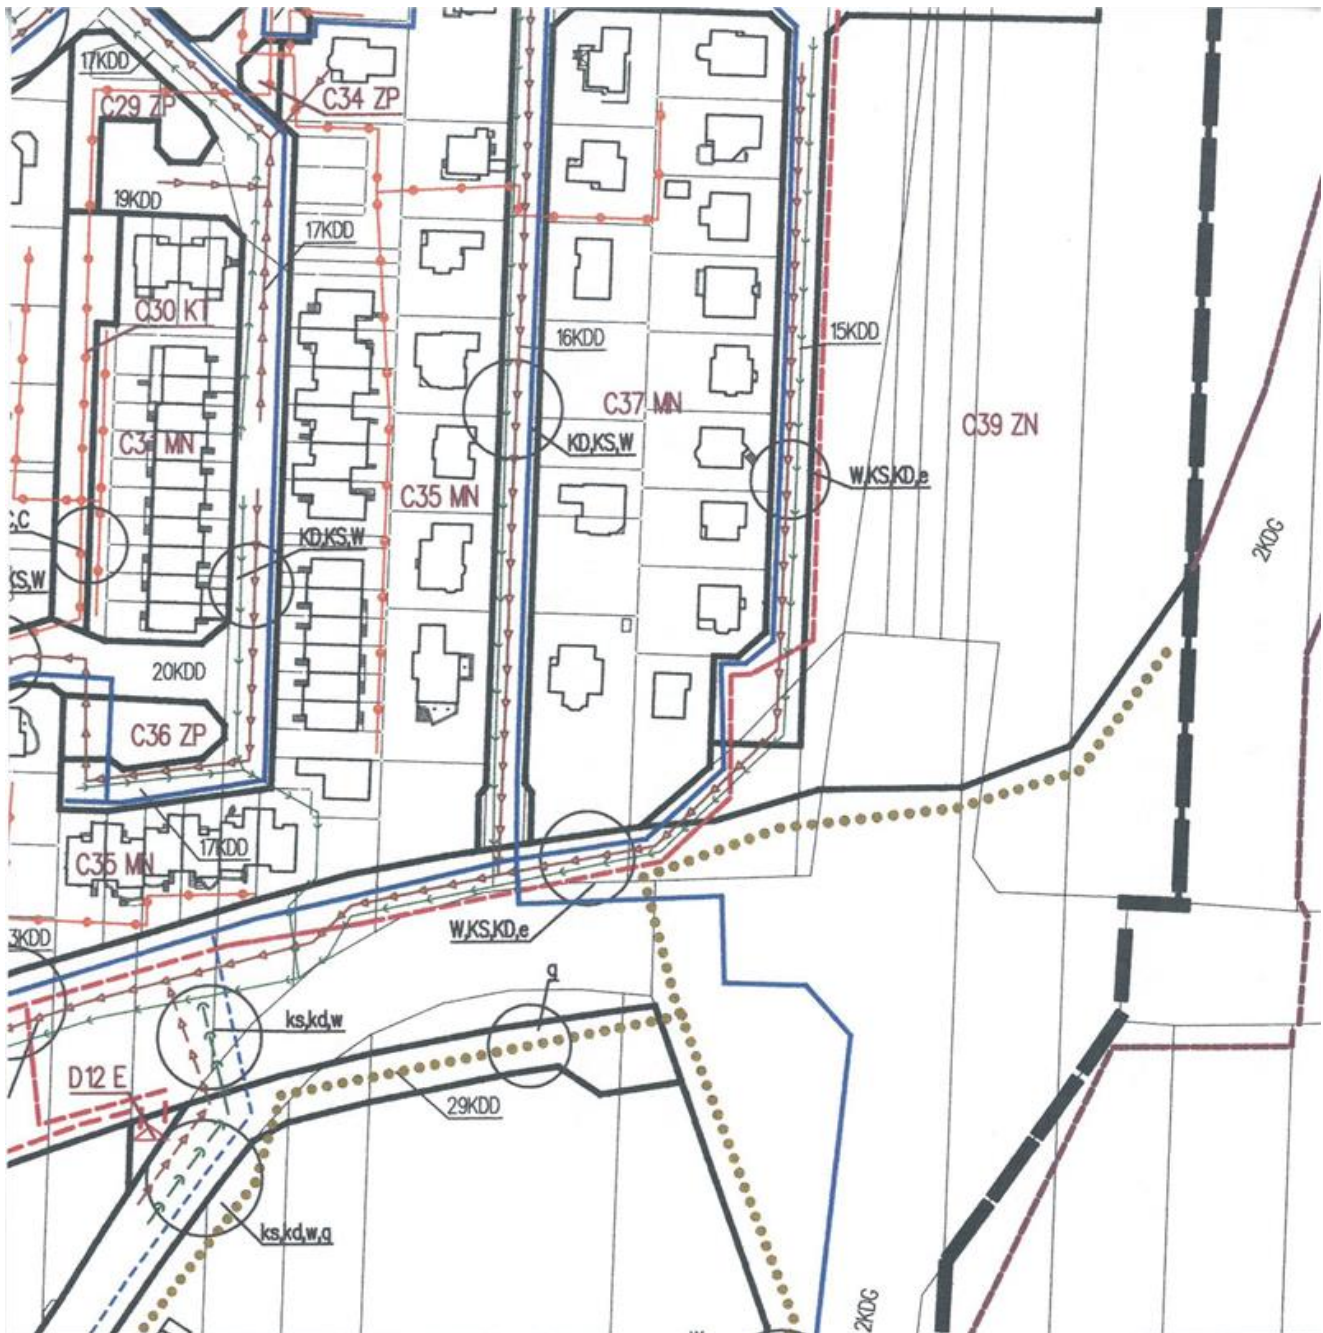 17KDD
C29 ZP
C34 ZP
19KDD
17KDD
C30 KT
16KDD
15KDD
C37 MN
C39 ZN
KD,KS,W
C35 MN
W,KS,KD,e
KD,KS,W
2KDG
20KDD
C36 ZP
17KDD
C35 MN
W,KS,KD,e
3KDD
g
ks,kd,w
D12 E
29KDD
ks,kd,w,g
2KDG